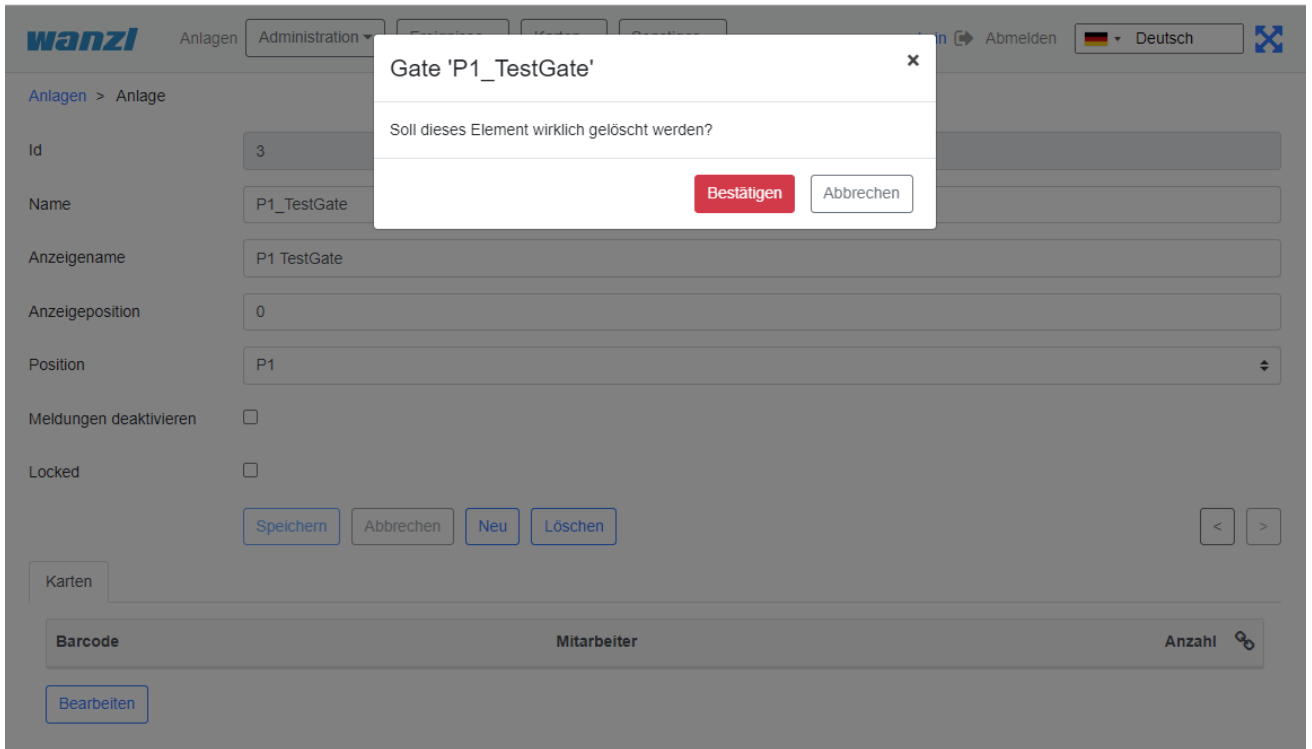 wanzl Anlagen Administration Deutsch Abmelden
Gate 'P1_TestGate' ×
Anlagen > Anlage
Soll dieses Element wirklich gelöscht werden?
Id 3
Bestätigen Abbrechen
Name P1_TestGate
Anzeigename P1 TestGate
Anzeigeposition 0
Position P1
Meldungen deaktivieren
Locked
Speichern Abbrechen Neu Löschen < >
Karten
Barcode Mitarbeiter Anzahl
Bearbeiten